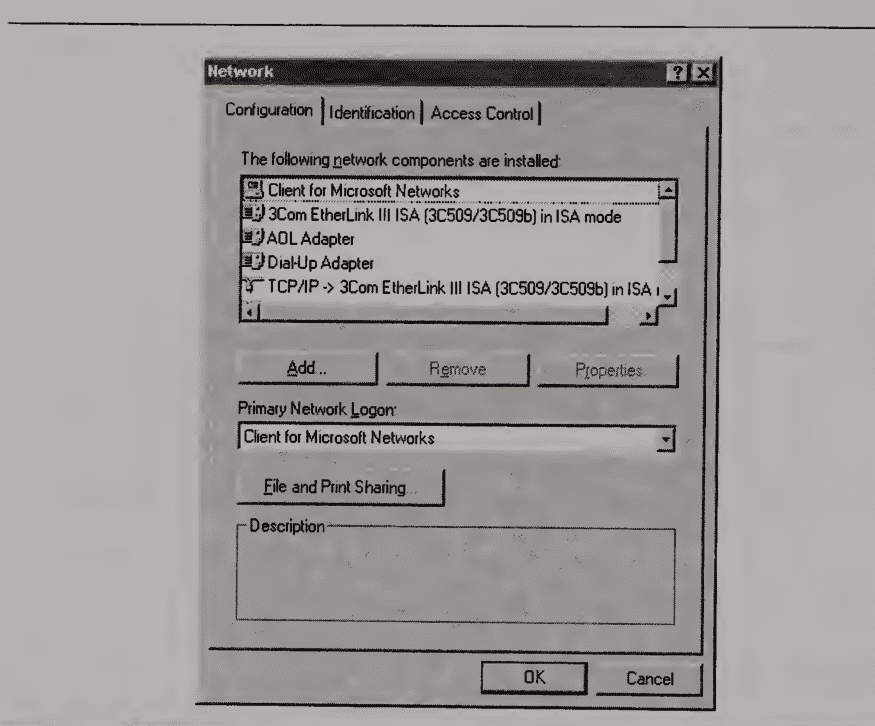 Network
Configuration Identification Access Control
The following network components are installed:
Client for Microsoft Networks
3Com EtherLink III ISA (3C509/3C509b) in ISA mode
AOL Adapter
Dial-Up Adapter
TCP/IP -> 3Com EtherLink III ISA (3C509/3C509b) in ISA
Add...
Remove
Properties
Primary Network Logon:
Client for Microsoft Networks
File and Print Sharing...
Description
OK Cancel